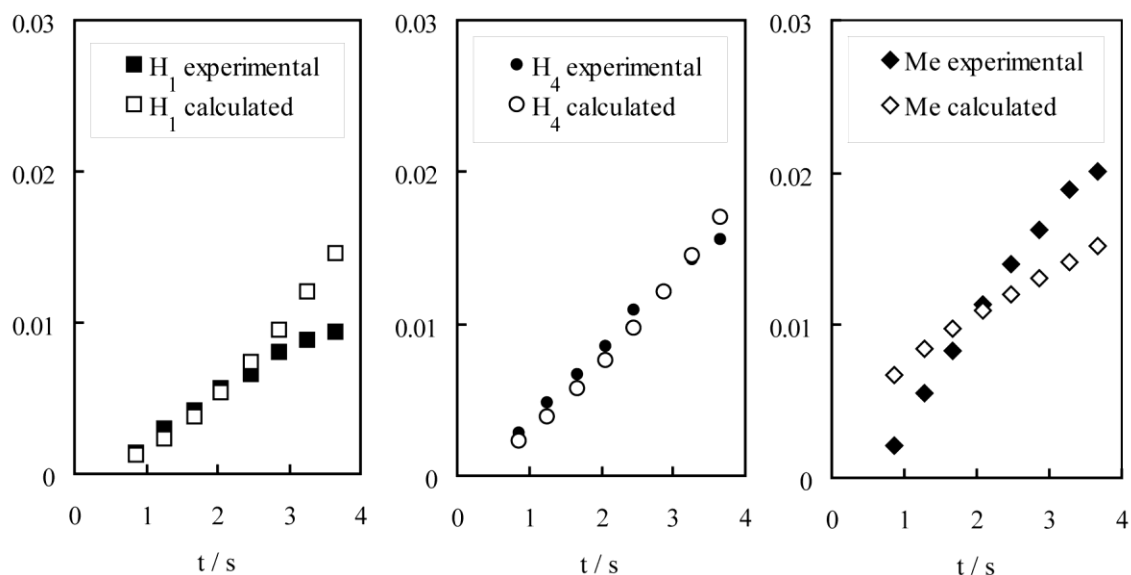 0.03
H1 experimental
H1 calculated
0.02
0.01
0
0 1 2 3 4
t / s
0.03
H4 experimental
H4 calculated
0.02
0.01
0
0 1 2 3 4
t / s
0.03
Me experimental
Me calculated
0.02
0.01
0
0 1 2 3 4
t / s